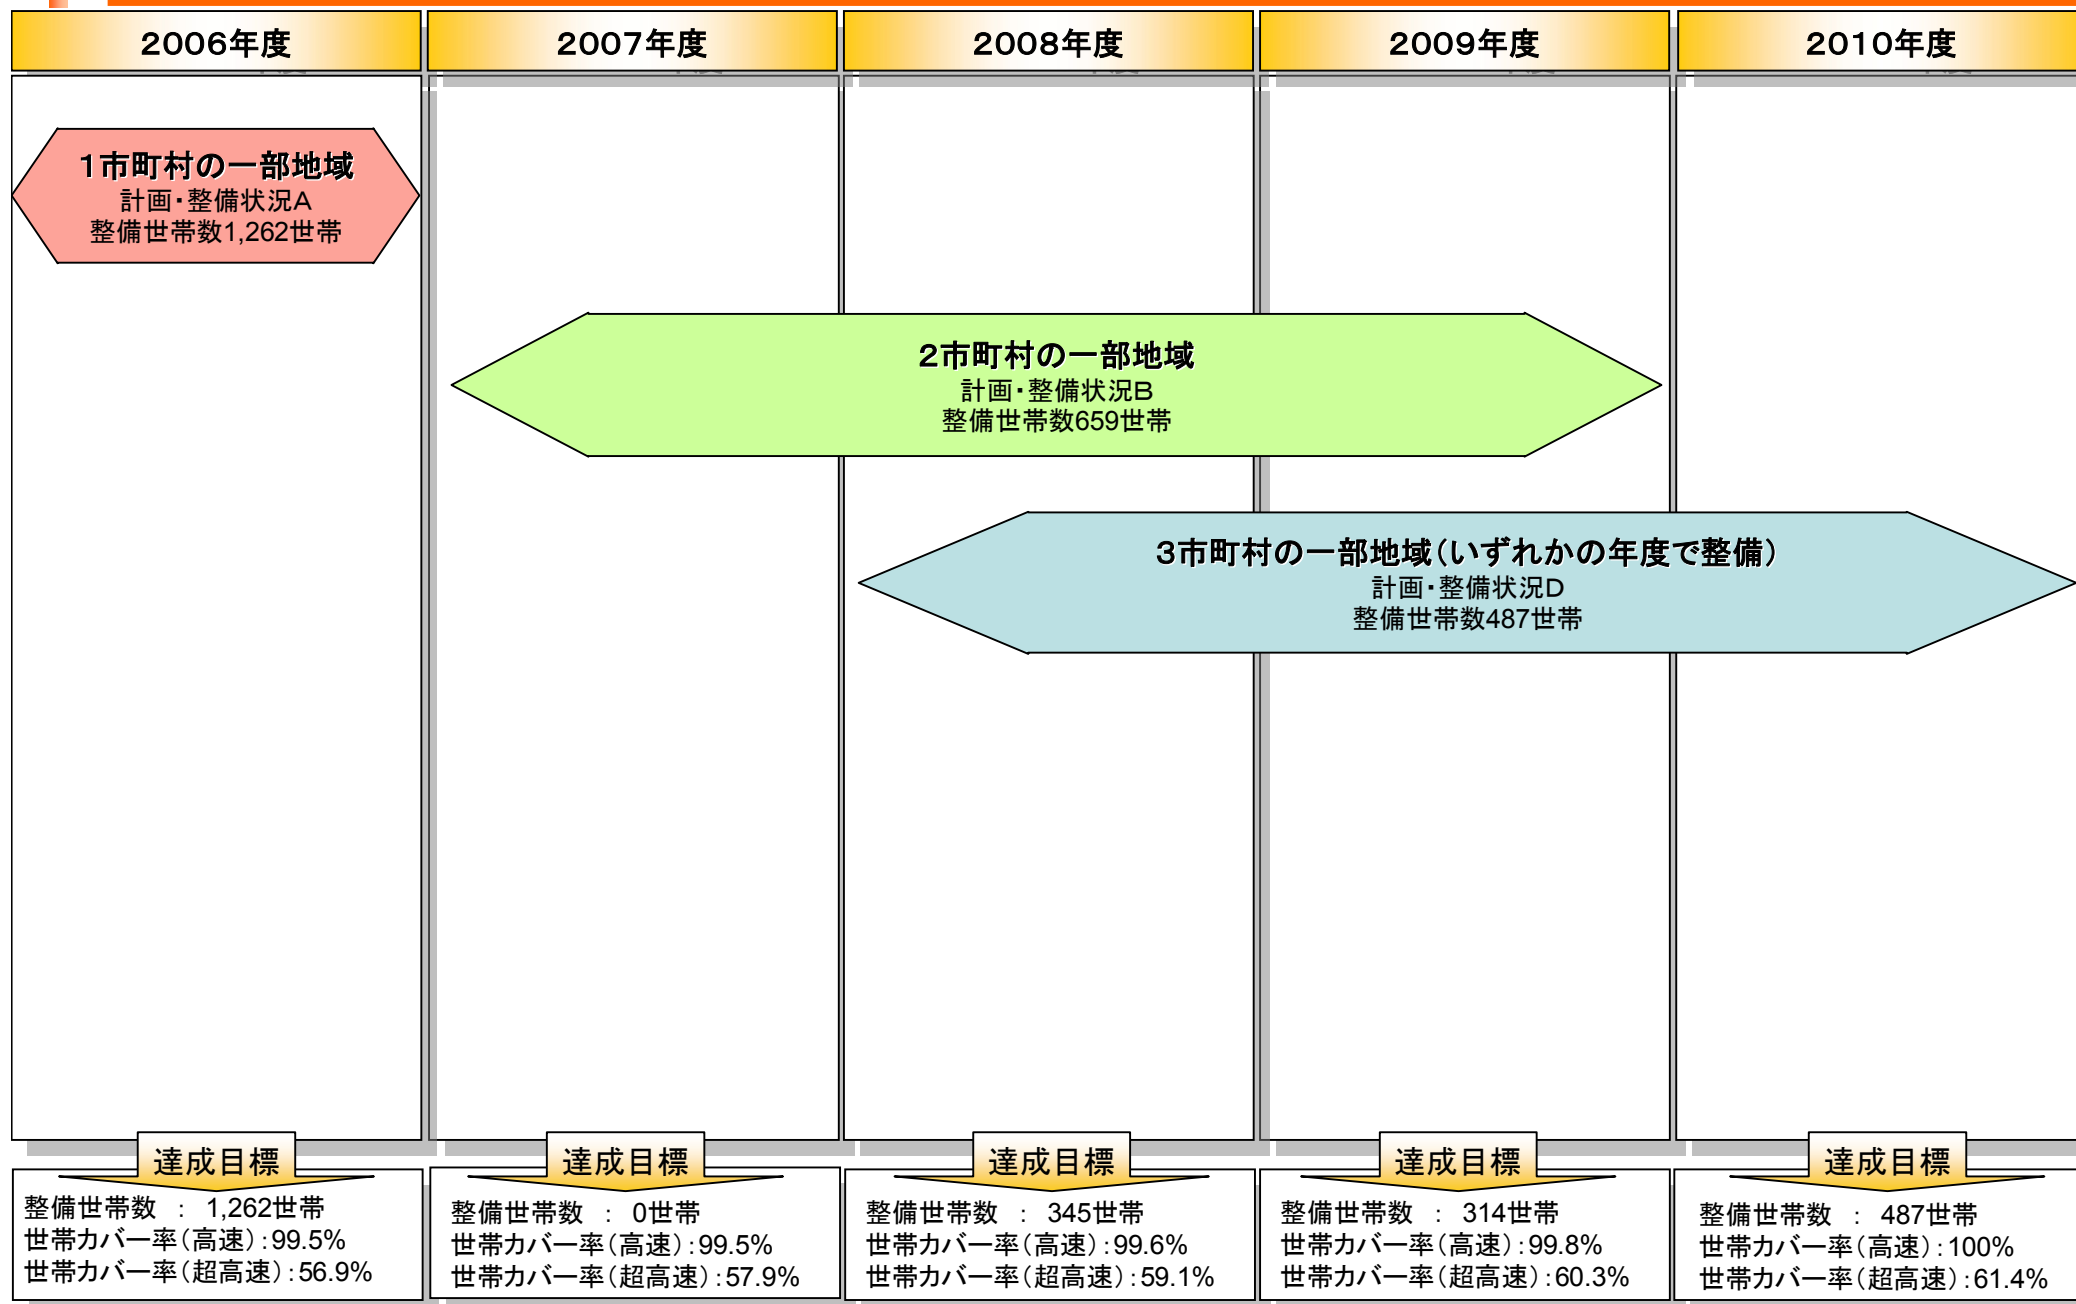 2006年度
2007年度
2008年度
2009年度
2010年度
1市町村の一部地域
計画・整備状況A
整備世帯数1,262世帯
2市町村の一部地域
計画・整備状況B
整備世帯数659世帯
3市町村の一部地域(いずれかの年度で整備)
計画・整備状況D
整備世帯数487世帯
達成目標
整備世帯数 : 1,262世帯
世帯カバー率(高速):99.5%
世帯カバー率(超高速):56.9%
達成目標
整備世帯数 : 0世帯
世帯カバー率(高速):99.5%
世帯カバー率(超高速):57.9%
達成目標
整備世帯数 : 345世帯
世帯カバー率(高速):99.6%
世帯カバー率(超高速):59.1%
達成目標
整備世帯数 : 314世帯
世帯カバー率(高速):99.8%
世帯カバー率(超高速):60.3%
達成目標
整備世帯数 : 487世帯
世帯カバー率(高速):100%
世帯カバー率(超高速):61.4%